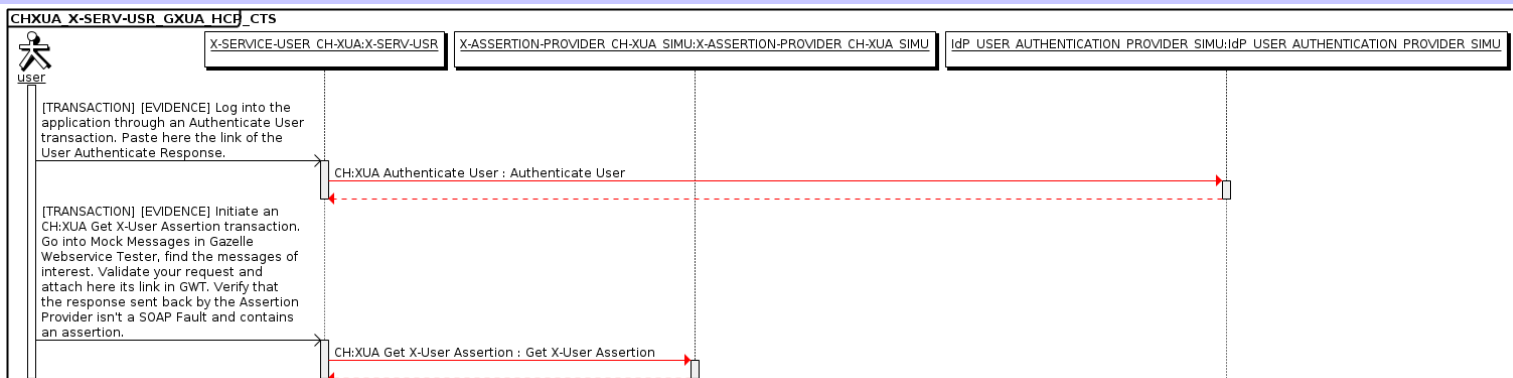 CHXUA_X-SERV-USR_GXUA_HCP_CTS
X-SERVICE-USER_CH-XUA:X-SERV-USR
X-ASSERTION-PROVIDER_CH-XUA_SIMU:X-ASSERTION-PROVIDER_CH-XUA_SIMU
IdP_USER_AUTHENTICATION_PROVIDER_SIMU:IdP_USER_AUTHENTICATION_PROVIDER_SIMU
user
[TRANSACTION] [EVIDENCE] Log into the
application through an Authenticate User
transaction. Paste here the link of the
User Authenticate Response.
CH:XUA Authenticate User : Authenticate User
[TRANSACTION] [EVIDENCE] Initiate an
CH:XUA Get X-User Assertion transaction.
Go into Mock Messages in Gazelle
Webservice Tester, find the messages of
interest. Validate your request and
attach here its link in GWT. Verify that
the response sent back by the Assertion
Provider isn't a SOAP Fault and contains
an assertion.
CH:XUA Get X-User Assertion : Get X-User Assertion